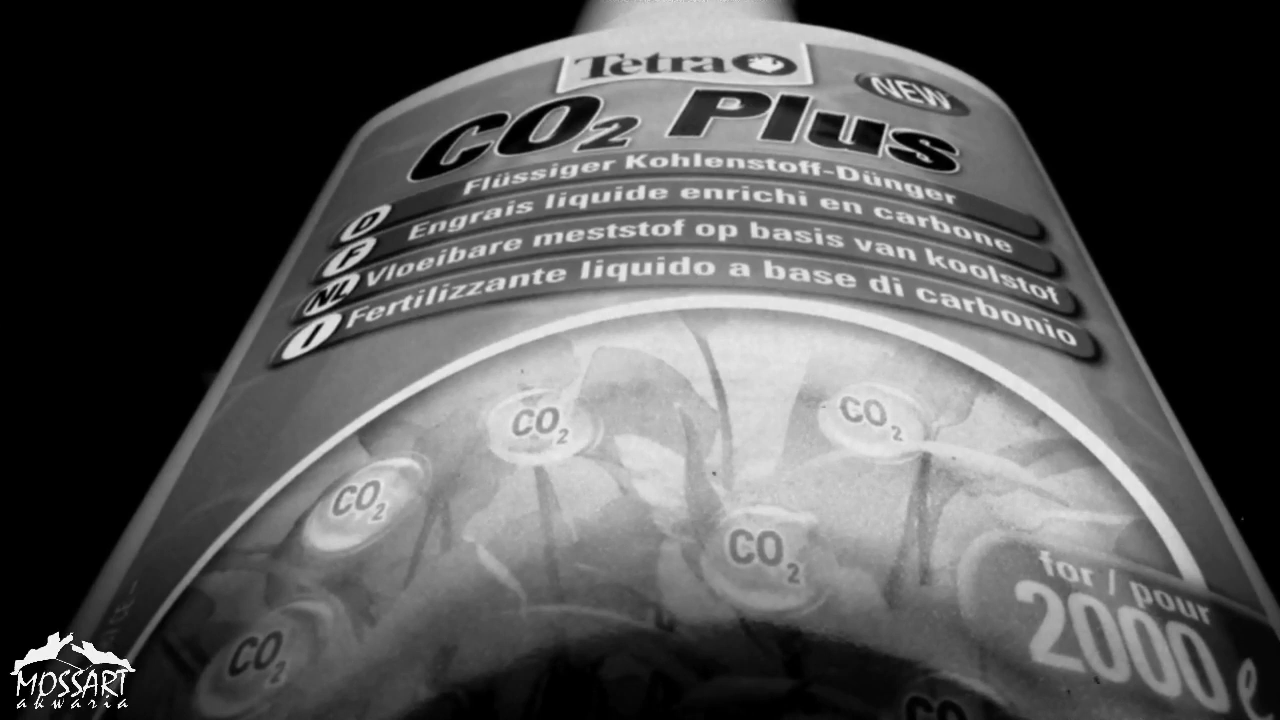 Tetra
NEW
CO₂ Plus
Flüssiger Kohlenstoff-Dünger
D
Engrais liquide enrichi en carbone
F
Vloeibare meststof op basis van koolstof
NL
Fertilizzante liquido a base di carbonio
I
CO₂
CO₂
CO₂
CO₂
for / pour
2000 ℓ
CO₂
CO
MOSSART
akwaria